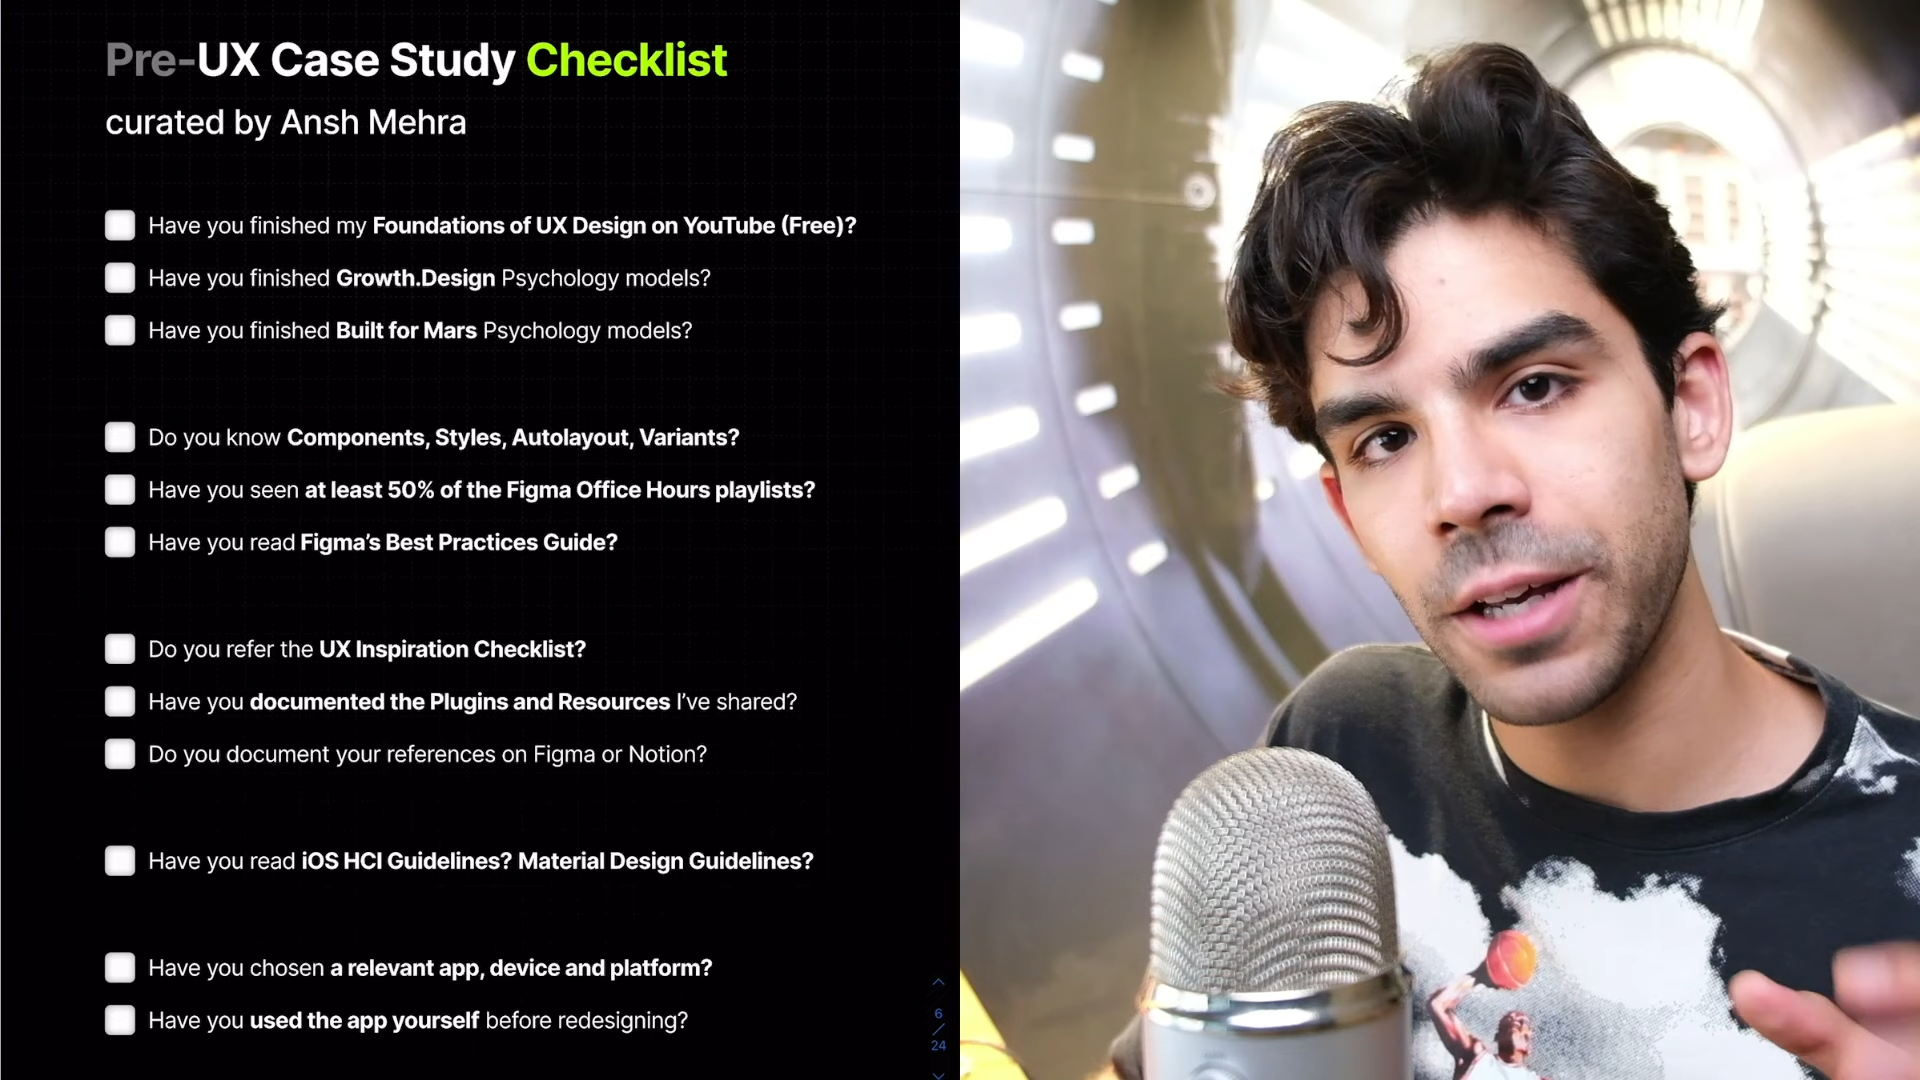 Pre-UX Case Study Checklist
curated by Ansh Mehra
Have you finished my Foundations of UX Design on YouTube (Free)?
Have you finished Growth.Design Psychology models?
Have you finished Built for Mars Psychology models?
Do you know Components, Styles, Autolayout, Variants?
Have you seen at least 50% of the Figma Office Hours playlists?
Have you read Figma’s Best Practices Guide?
Do you refer the UX Inspiration Checklist?
Have you documented the Plugins and Resources I’ve shared?
Do you document your references on Figma or Notion?
Have you read iOS HCI Guidelines? Material Design Guidelines?
Have you chosen a relevant app, device and platform?
Have you used the app yourself before redesigning?
6
/
24